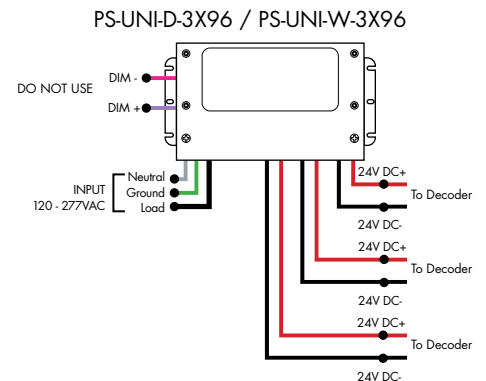 PS-UNI-D-3X96 / PS-UNI-W-3X96
DO NOT USE
DIM -
DIM +
INPUT
120 - 277VAC
Neutral
Ground
Load
24V DC+
To Decoder
24V DC-
24V DC+
To Decoder
24V DC-
24V DC+
To Decoder
24V DC-